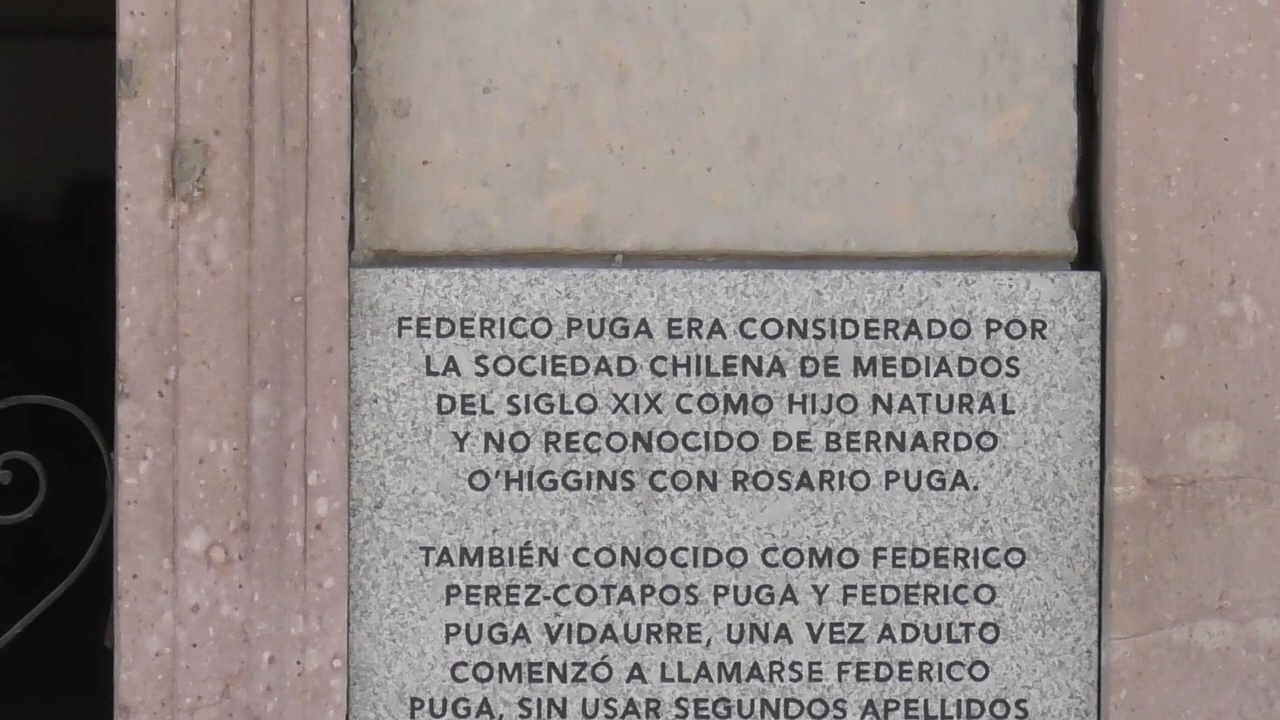 FEDERICO PUGA ERA CONSIDERADO POR
LA SOCIEDAD CHILENA DE MEDIADOS
DEL SIGLO XIX COMO HIJO NATURAL
Y NO RECONOCIDO DE BERNARDO
O'HIGGINS CON ROSARIO PUGA.
TAMBIÉN CONOCIDO COMO FEDERICO
PEREZ-COTAPOS PUGA Y FEDERICO
PUGA VIDAURRE, UNA VEZ ADULTO
COMENZÓ A LLAMARSE FEDERICO
PUGA, SIN USAR SEGUNDOS APELLIDOS